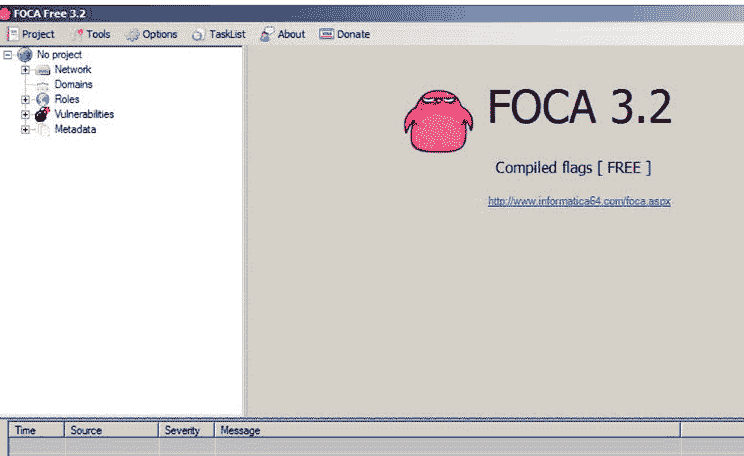 FOCA Free 3.2
Project Tools Options TaskList About Donate
No project
Network
Domains
Roles
Vulnerabilities
Metadata
FOCA 3.2
Compiled flags [ FREE ]
http://www.informatica64.com/foca.aspx
Time Source Severity Message